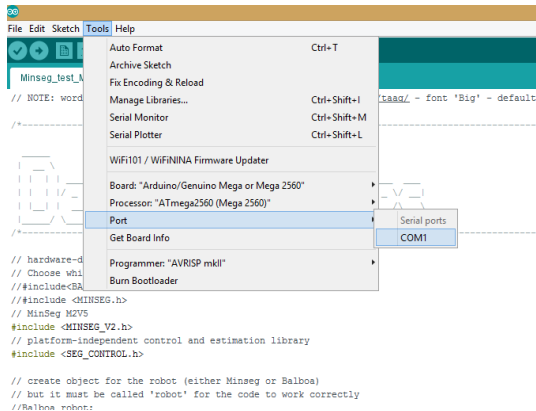 File Edit Sketch Tools Help
Auto Format Ctrl+T
Archive Sketch
Fix Encoding & Reload
Manage Libraries... Ctrl+Shift+I
Serial Monitor Ctrl+Shift+M
Serial Plotter Ctrl+Shift+L
WiFi101 / WiFiNINA Firmware Updater
Board: "Arduino/Genuino Mega or Mega 2560"
Processor: "ATmega2560 (Mega 2560)"
Port
Get Board Info
Programmer: "AVRISP mkII"
Burn Bootloader
Serial ports
COM1
Minseg_test_M
// NOTE: word /taag/ - font 'Big' - default
// hardware-d
// Choose whi
//#include<BA
//#include <MINSEG.h>
// MinSeg M2V5
#include <MINSEG_V2.h>
// platform-independent control and estimation library
#include <SEG_CONTROL.h>
// create object for the robot (either Minseg or Balboa)
// but it must be called 'robot' for the code to work correctly
//Balboa robot;